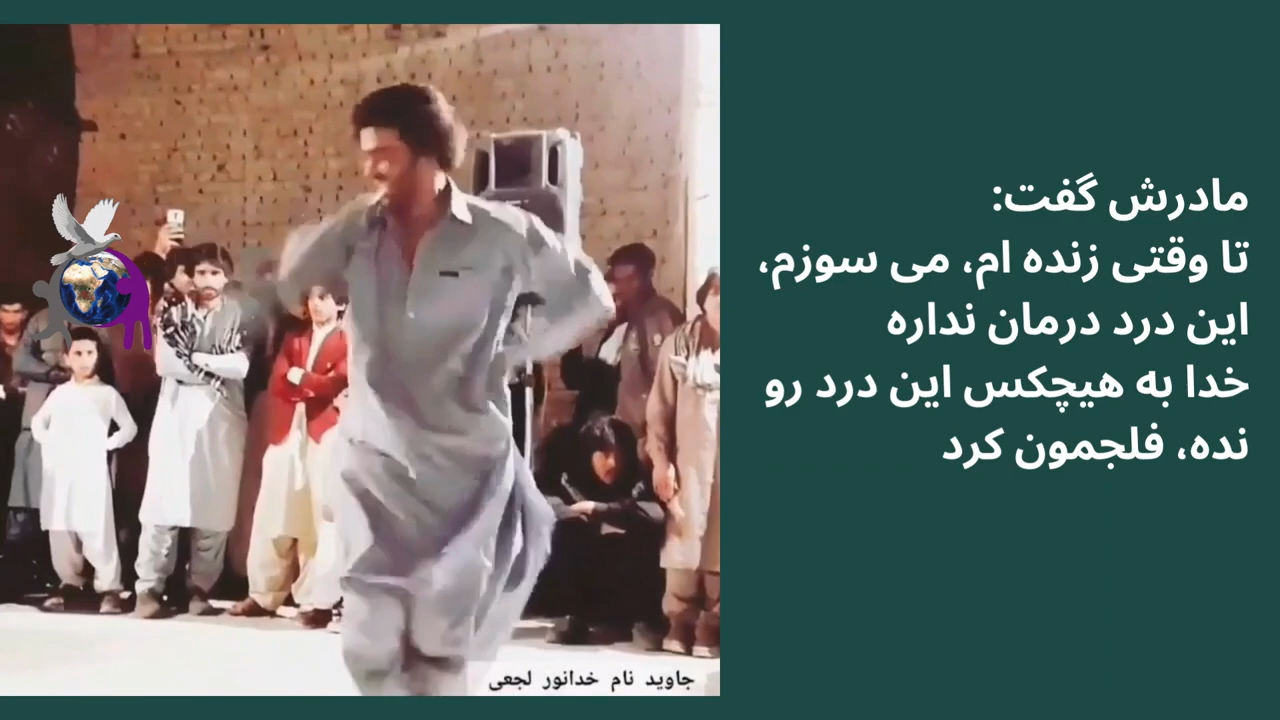 مادرش گفت:
تا وقتی زنده ام، می سوزم،
این درد درمان نداره
خدا به هیچکس این درد رو
نده، فلجمون کرد
جاوید نام خدانور لجعی